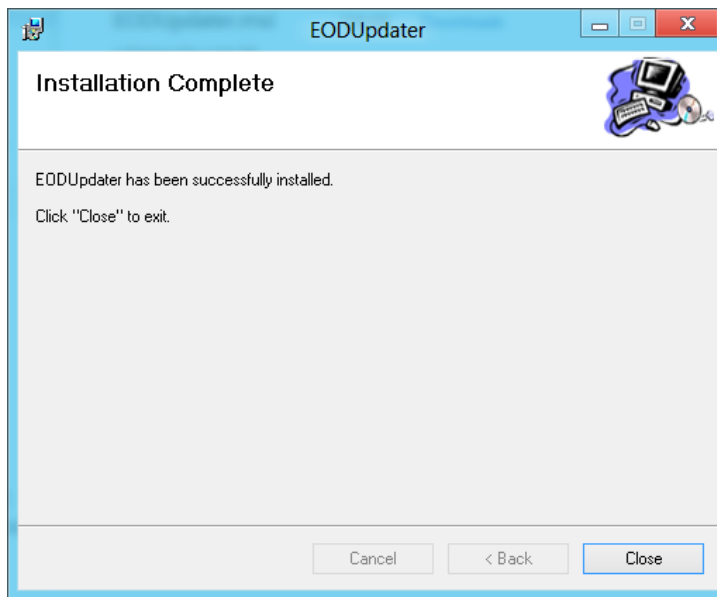 EODUpdater
Installation Complete
EODUpdater has been successfully installed.
Click "Close" to exit.
Cancel
< Back
Close